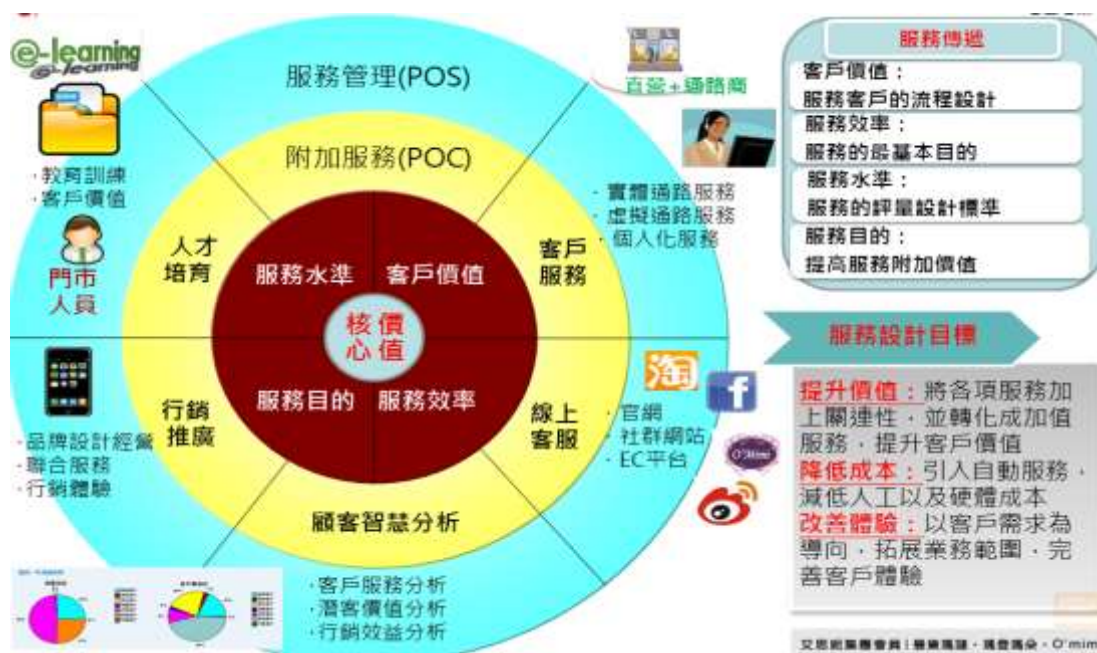 e-learning
e-learning
服務管理(POS)
直營+通路商
附加服務(POC)
·教育訓練
·客戶價值
·實體通路服務
·虛擬通路服務
·個人化服務
人才
培育
客戶
服務
服務水準
客戶價值
門市
人員
核價
心值
服務目的
服務效率
行銷
推廣
線上
客服
淘
f
·官網
·社群網站
·EC平台
O'Mimi
·品牌設計經營
·聯合服務
·行銷體驗
顧客智慧分析
·客戶服務分析
·潛客價值分析
·行銷效益分析
服務傳遞
客戶價值：
服務客戶的流程設計
服務效率：
服務的最基本目的
服務水準：
服務的評量設計標準
服務目的：
提高服務附加價值
服務設計目標
提升價值：將各項服務加
上關連性，並轉化成加值
服務，提升客戶價值
降低成本：引入自動服務，
減低人工以及硬體成本
改善體驗：以客戶需求為
導向，拓展業務範圍，完
善客戶體驗